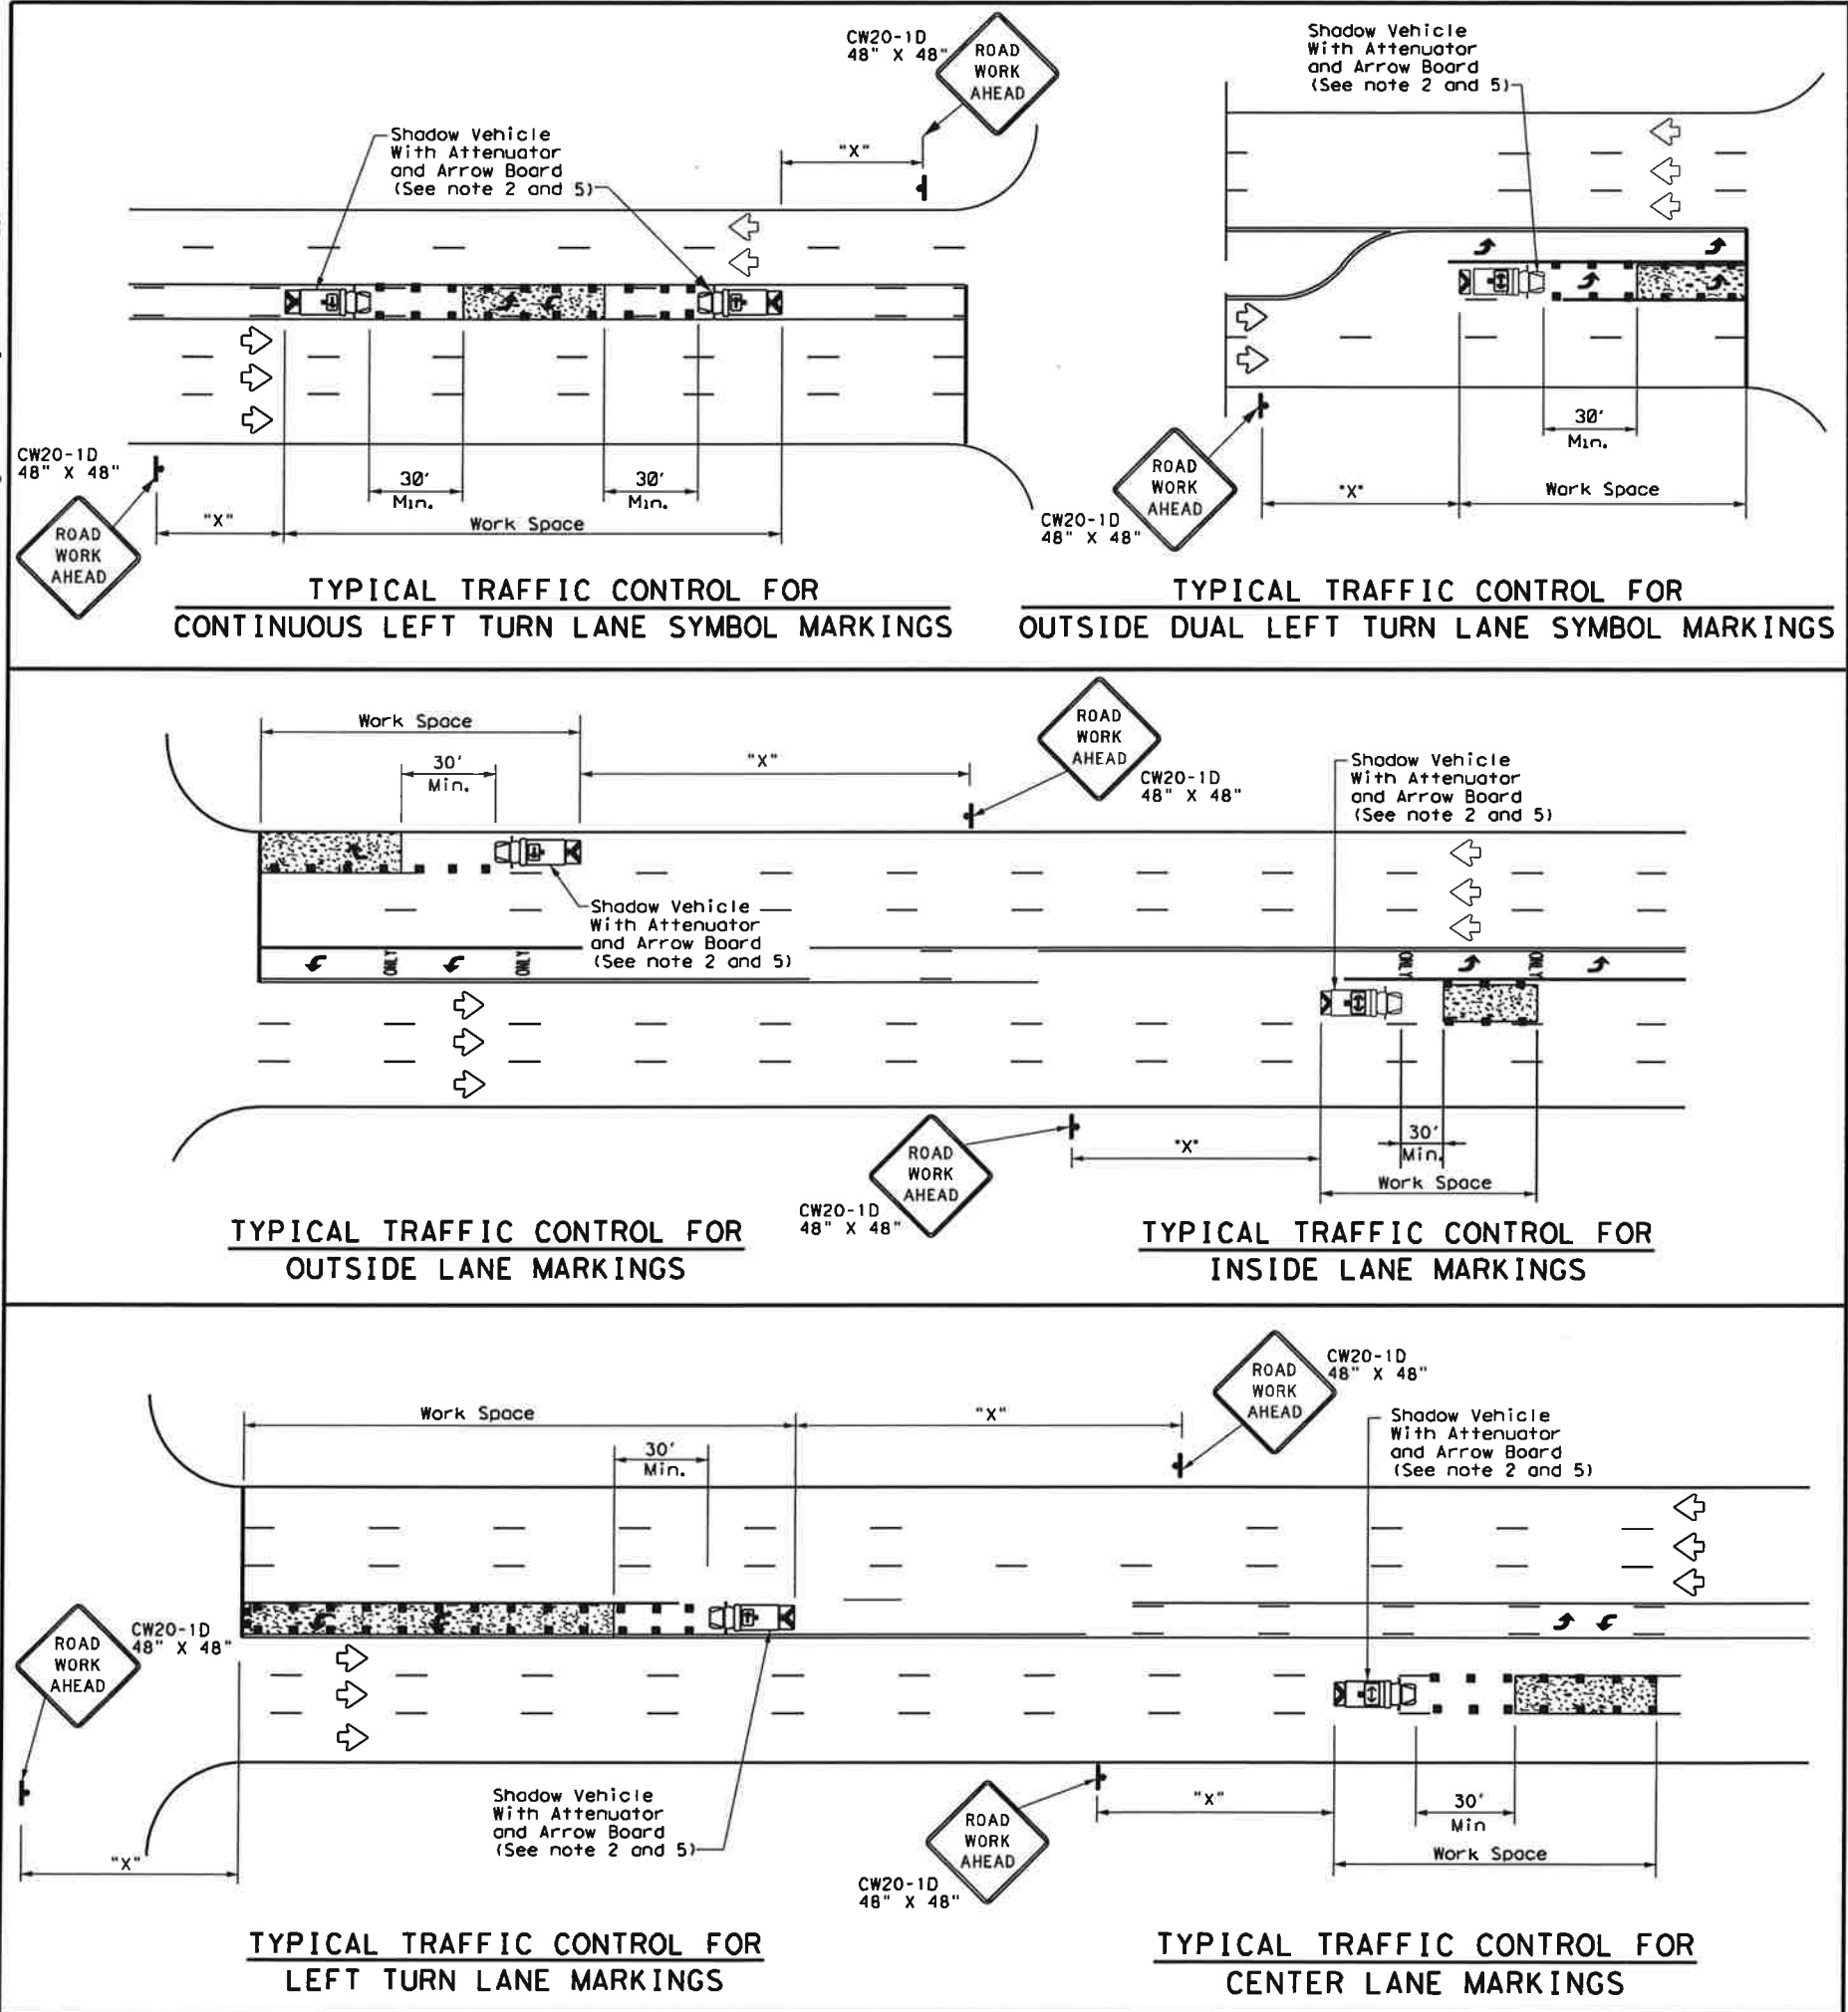 CW20-1D
48" X 48"
ROAD
WORK
AHEAD
Shadow Vehicle
With Attenuator
and Arrow Board
(See note 2 and 5)
"X"
CW20-1D
48" X 48"
ROAD
WORK
AHEAD
"X"
30'
Min.
30'
Min.
Work Space
TYPICAL TRAFFIC CONTROL FOR
CONTINUOUS LEFT TURN LANE SYMBOL MARKINGS
Shadow Vehicle
With Attenuator
and Arrow Board
(See note 2 and 5)
ROAD
WORK
AHEAD
CW20-1D
48" X 48"
30'
Min.
"X"
Work Space
TYPICAL TRAFFIC CONTROL FOR
OUTSIDE DUAL LEFT TURN LANE SYMBOL MARKINGS
Work Space
30'
Min.
"X"
ROAD
WORK
AHEAD
CW20-1D
48" X 48"
Shadow Vehicle
With Attenuator
and Arrow Board
(See note 2 and 5)
ONLY
ONLY
TYPICAL TRAFFIC CONTROL FOR
OUTSIDE LANE MARKINGS
Shadow Vehicle
With Attenuator
and Arrow Board
(See note 2 and 5)
ONLY
ONLY
ROAD
WORK
AHEAD
CW20-1D
48" X 48"
"X"
30'
Min.
Work Space
TYPICAL TRAFFIC CONTROL FOR
INSIDE LANE MARKINGS
Work Space
30'
Min.
"X"
ROAD
WORK
AHEAD
CW20-1D
48" X 48"
CW20-1D
48" X 48"
ROAD
WORK
AHEAD
"X"
Shadow Vehicle
With Attenuator
and Arrow Board
(See note 2 and 5)
TYPICAL TRAFFIC CONTROL FOR
LEFT TURN LANE MARKINGS
Shadow Vehicle
With Attenuator
and Arrow Board
(See note 2 and 5)
ROAD
WORK
AHEAD
CW20-1D
48" X 48"
"X"
30'
Min
Work Space
TYPICAL TRAFFIC CONTROL FOR
CENTER LANE MARKINGS